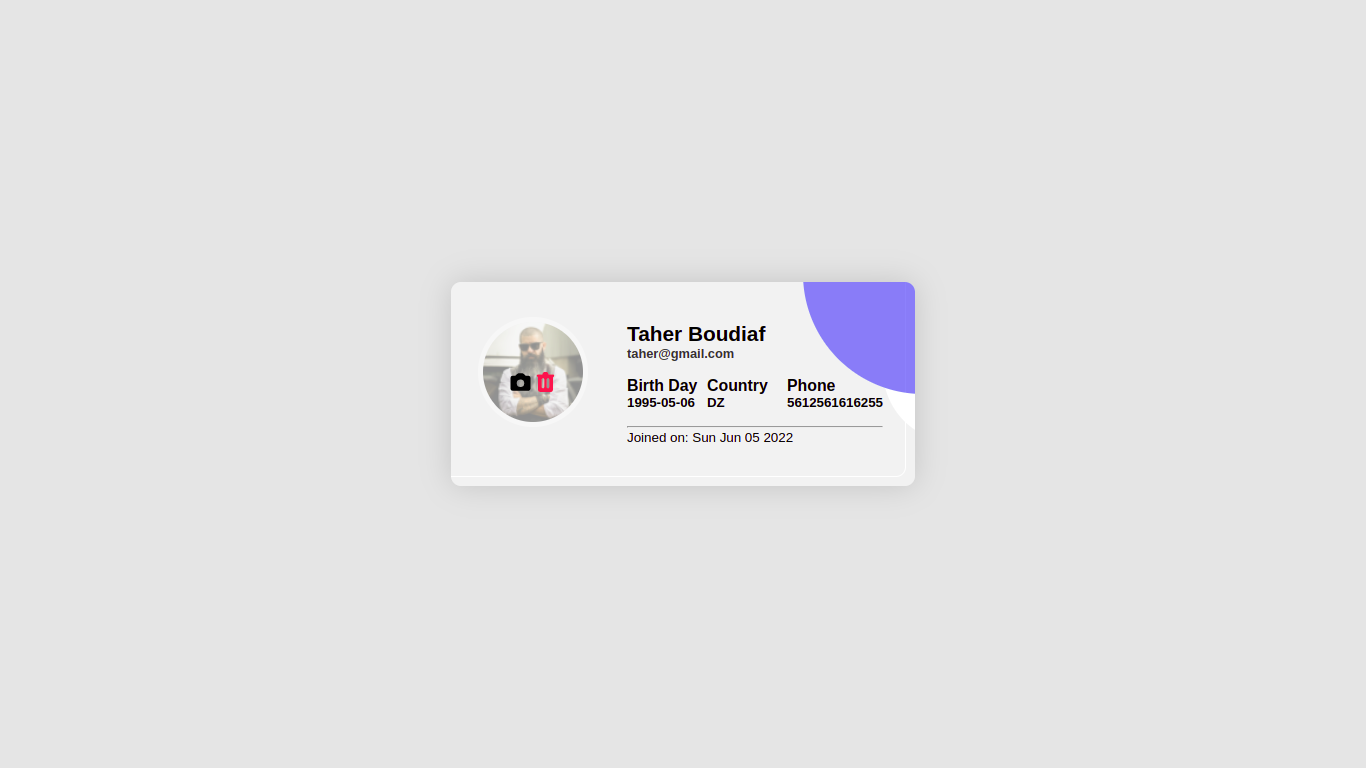 Taher Boudiaf
taher@gmail.com
Birth Day Country Phone
1995-05-06 DZ 5612561616255
Joined on: Sun Jun 05 2022